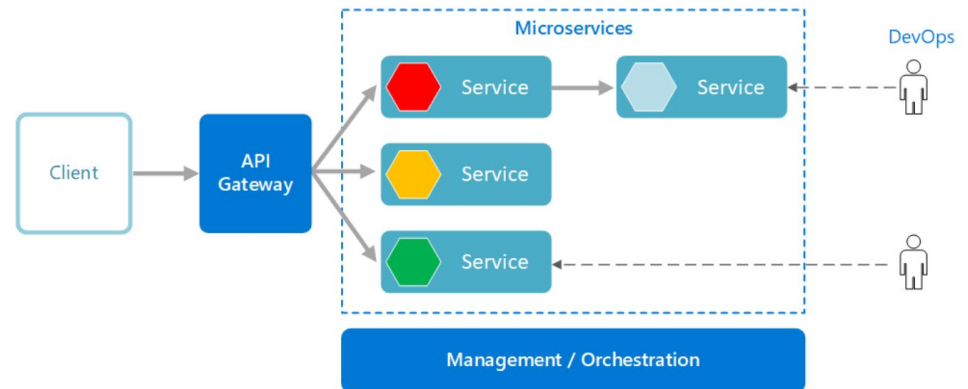 Microservices
DevOps
Service
Service
Client
API
Gateway
Service
Service
Management / Orchestration